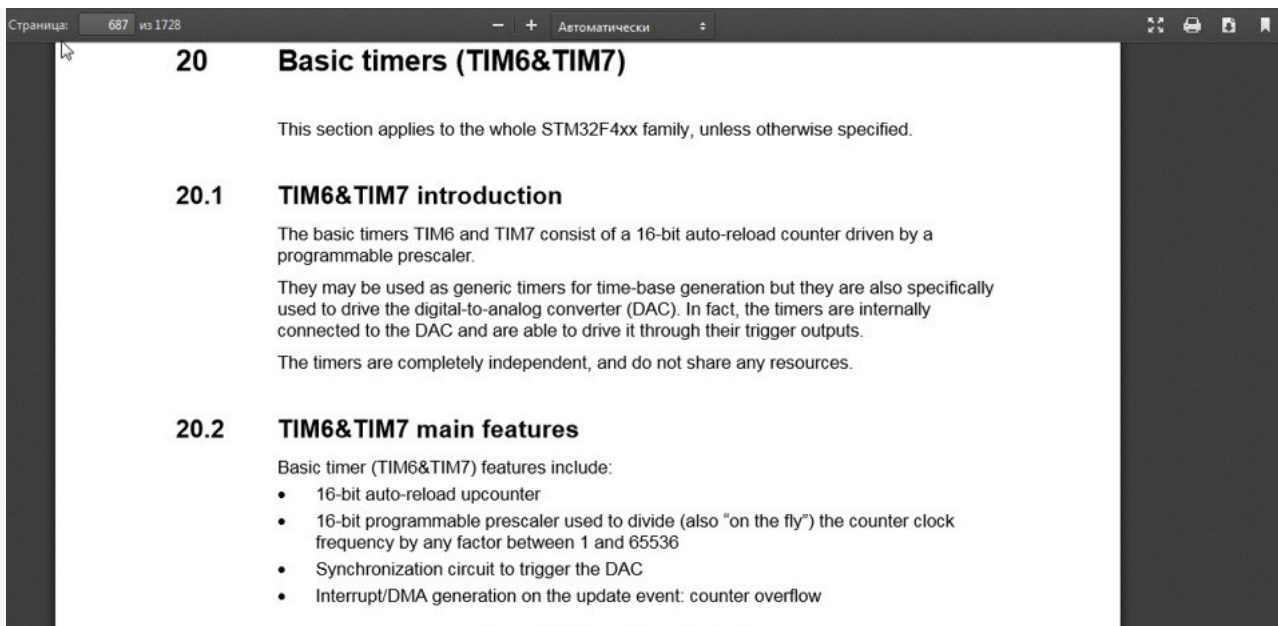 Страница: 687 из 1728 − + Автоматически
20 Basic timers (TIM6&TIM7)
This section applies to the whole STM32F4xx family, unless otherwise specified.
20.1 TIM6&TIM7 introduction
The basic timers TIM6 and TIM7 consist of a 16-bit auto-reload counter driven by a
programmable prescaler.
They may be used as generic timers for time-base generation but they are also specifically
used to drive the digital-to-analog converter (DAC). In fact, the timers are internally
connected to the DAC and are able to drive it through their trigger outputs.
The timers are completely independent, and do not share any resources.
20.2 TIM6&TIM7 main features
Basic timer (TIM6&TIM7) features include:
• 16-bit auto-reload upcounter
• 16-bit programmable prescaler used to divide (also “on the fly”) the counter clock
frequency by any factor between 1 and 65536
• Synchronization circuit to trigger the DAC
• Interrupt/DMA generation on the update event: counter overflow